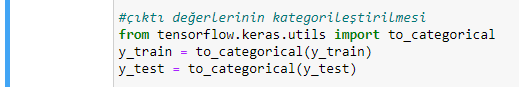 #çıktı değerlerinin kategorileştirilmesi
from tensorflow.keras.utils import to_categorical
y_train = to_categorical(y_train)
y_test = to_categorical(y_test)